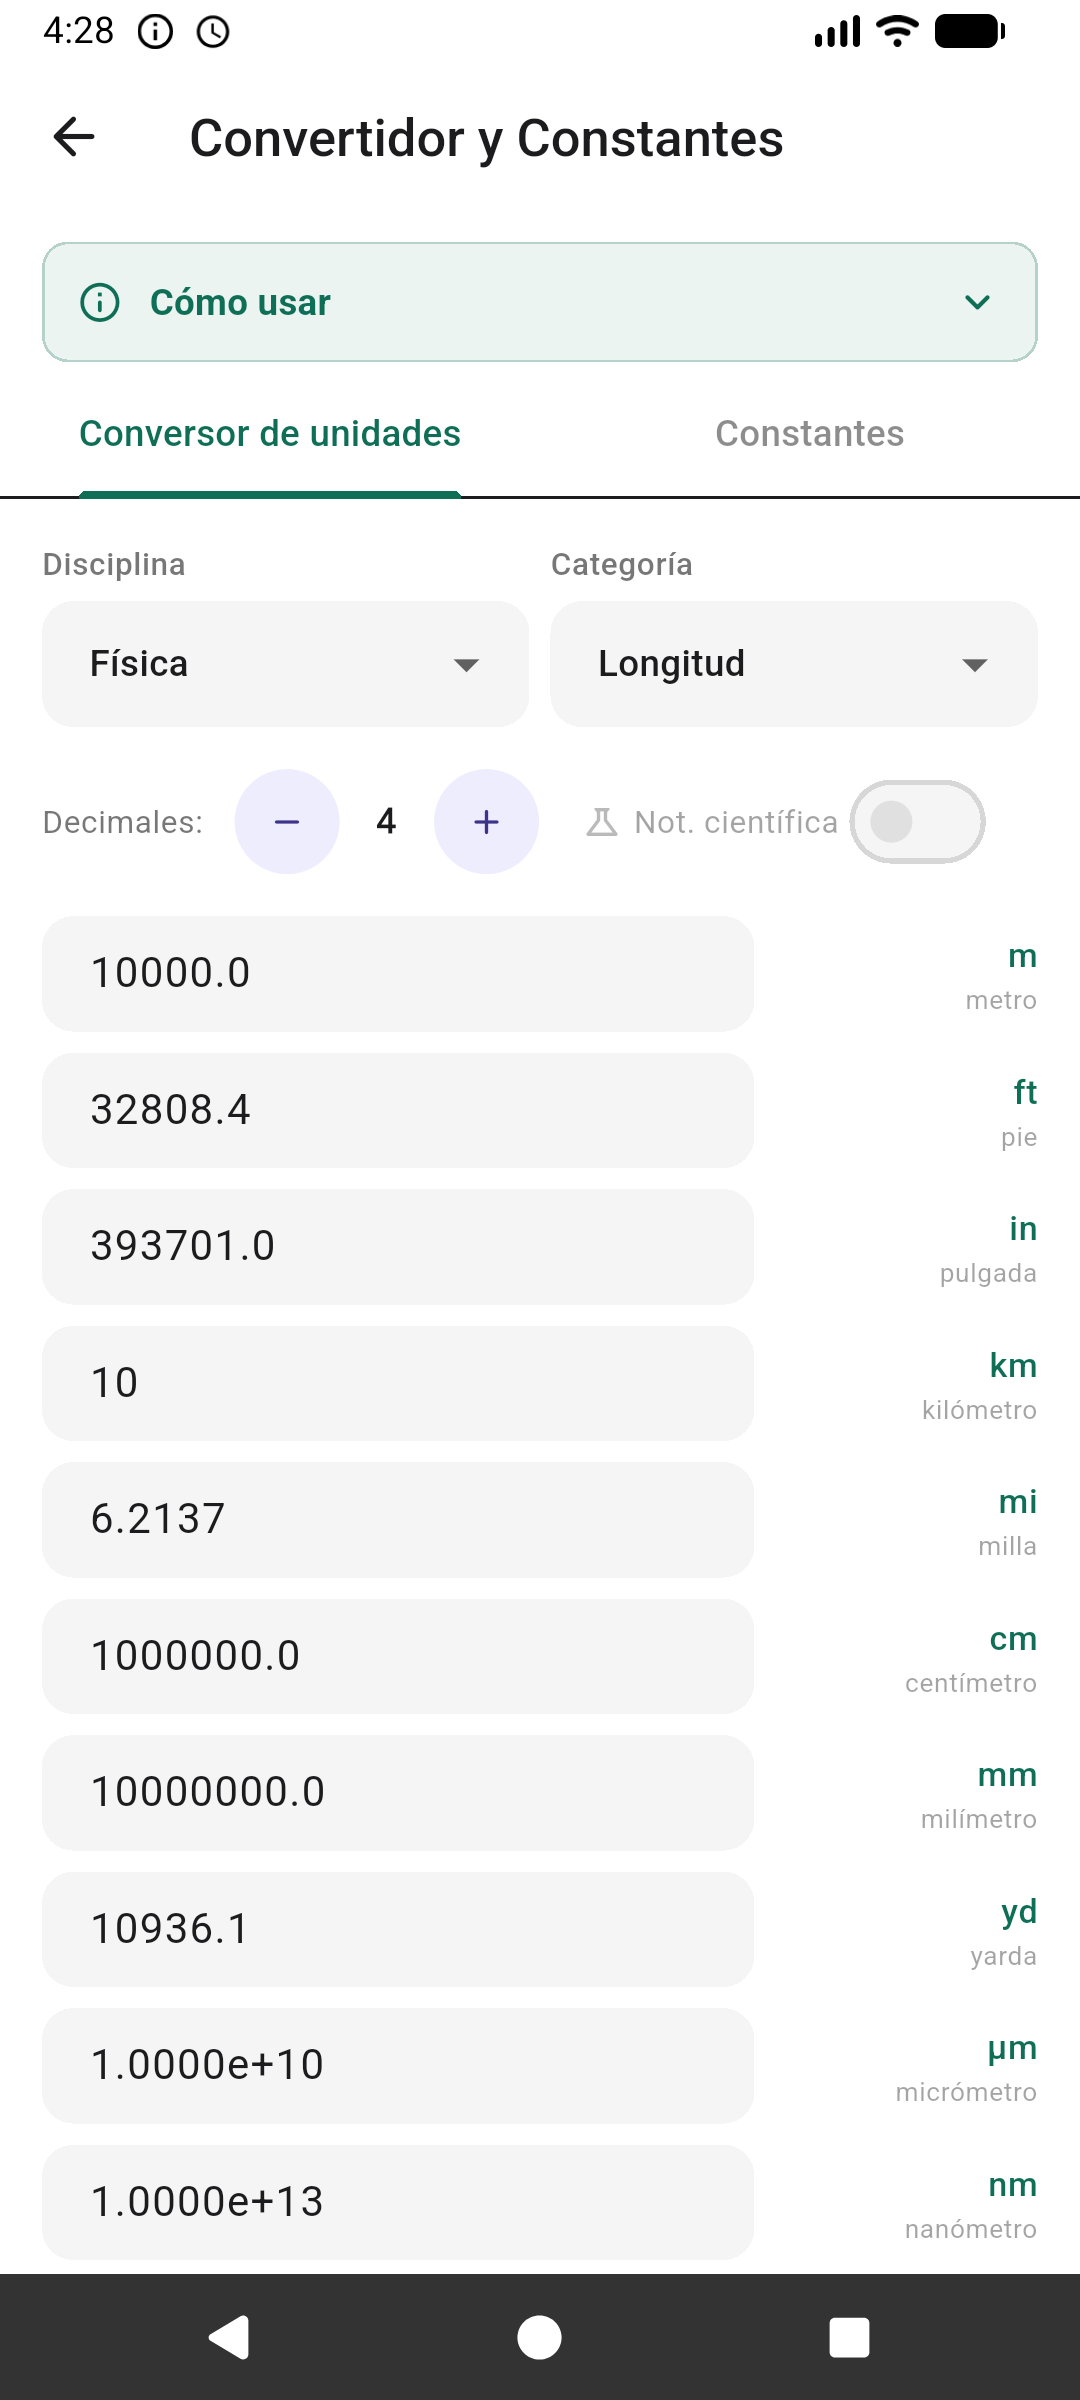 4:28
Convertidor y Constantes
Cómo usar
Conversor de unidades
Constantes
Disciplina
Categoría
Física
Longitud
Decimales:
4
Not. científica
10000.0
m
metro
32808.4
ft
pie
393701.0
in
pulgada
10
km
kilómetro
6.2137
mi
milla
1000000.0
cm
centímetro
10000000.0
mm
milímetro
10936.1
yd
yarda
1.0000e+10
µm
micrómetro
1.0000e+13
nm
nanómetro